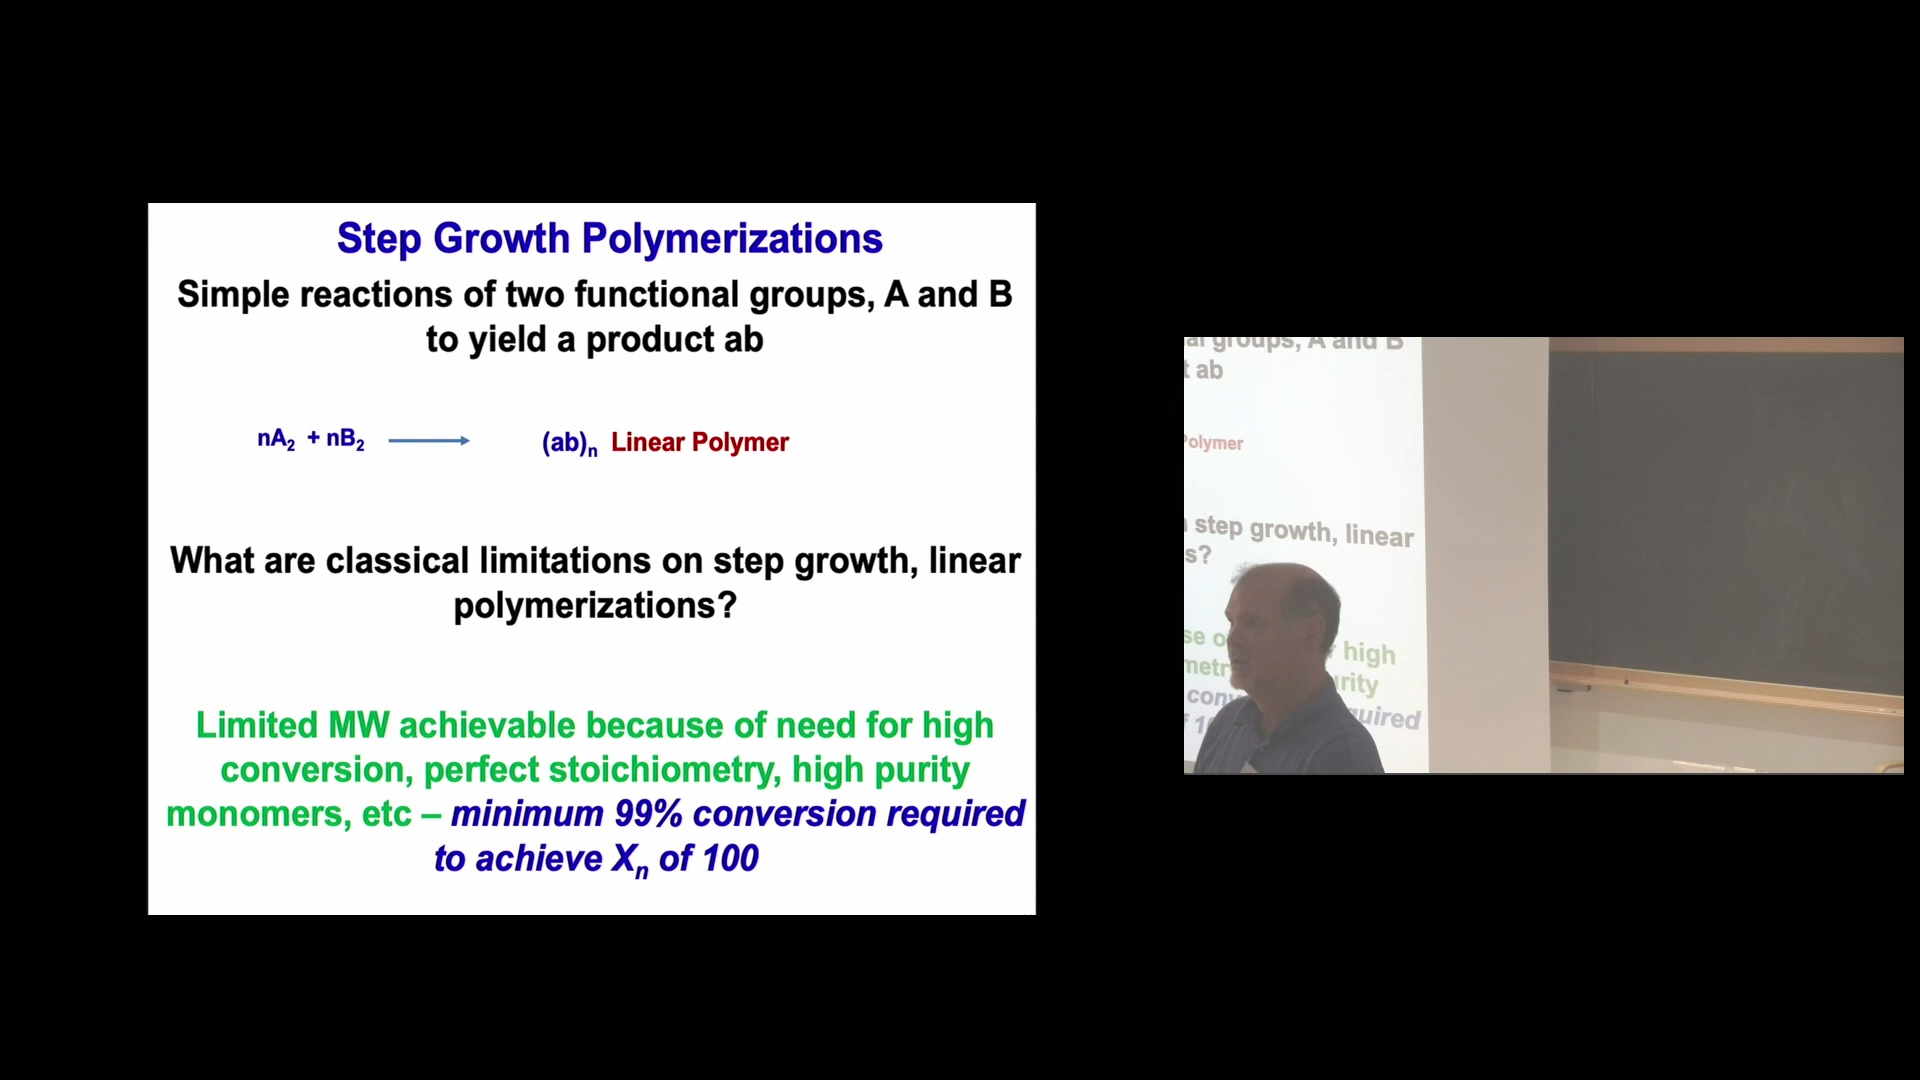 Step Growth Polymerizations
Simple reactions of two functional groups, A and B
to yield a product ab
nA2 + nB2 (ab)n Linear Polymer
What are classical limitations on step growth, linear
polymerizations?
Limited MW achievable because of need for high
conversion, perfect stoichiometry, high purity
monomers, etc – minimum 99% conversion required
to achieve Xn of 100
groups, A and B
ab
Polymer
step growth, linear
s?
high